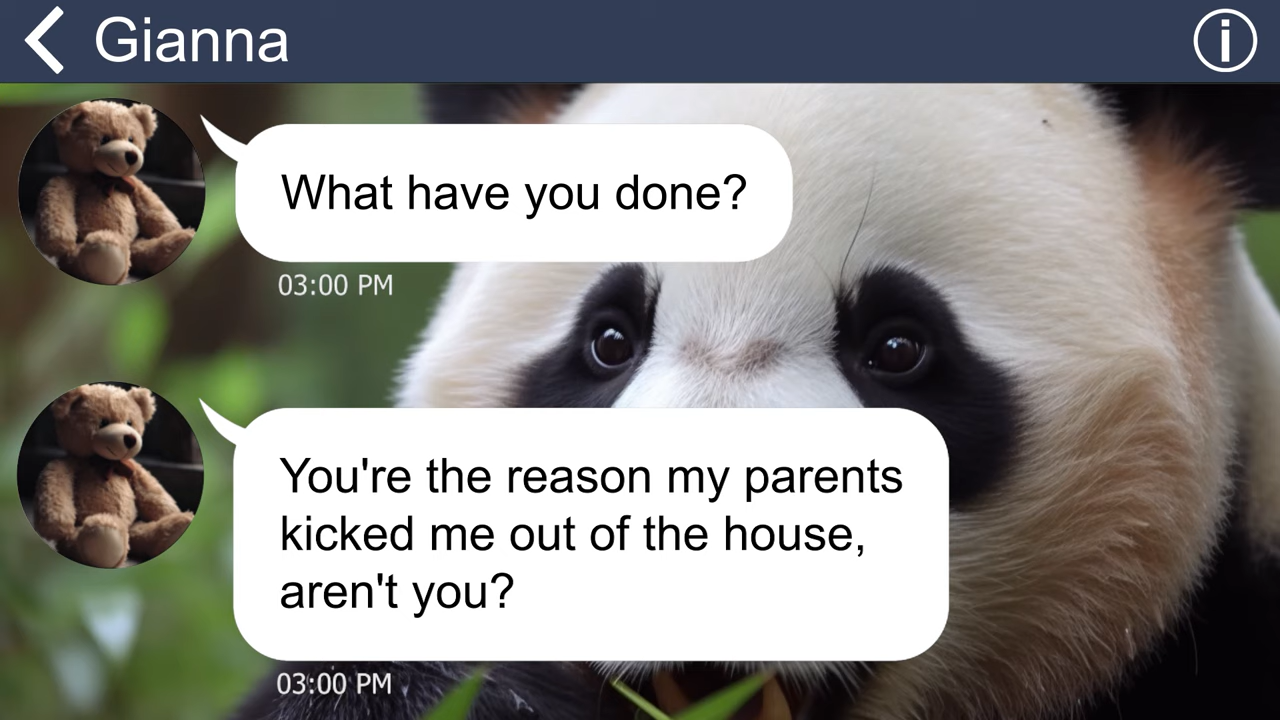 Gianna
What have you done?
03:00 PM
You're the reason my parents
kicked me out of the house,
aren't you?
03:00 PM